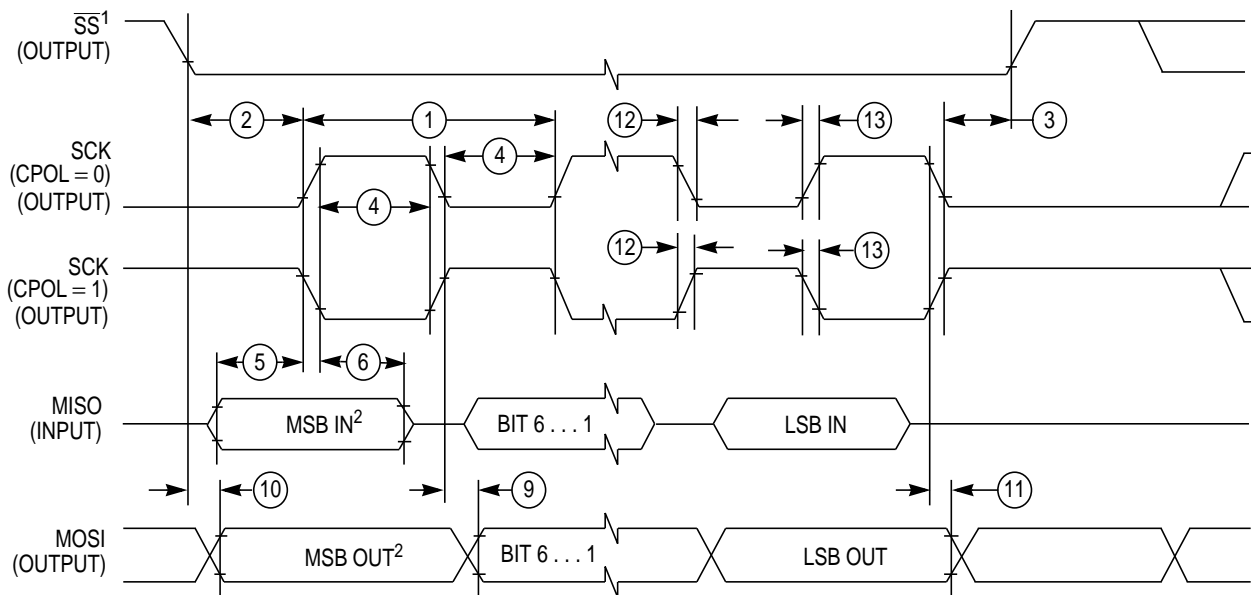 SS1
(OUTPUT)
2
1
12
13
3
SCK
(CPOL = 0)
(OUTPUT)
4
4
12
13
SCK
(CPOL = 1)
(OUTPUT)
5
6
MISO
(INPUT)
MSB IN2
BIT 6 . . . 1
LSB IN
10
9
11
MOSI
(OUTPUT)
MSB OUT2
BIT 6 . . . 1
LSB OUT